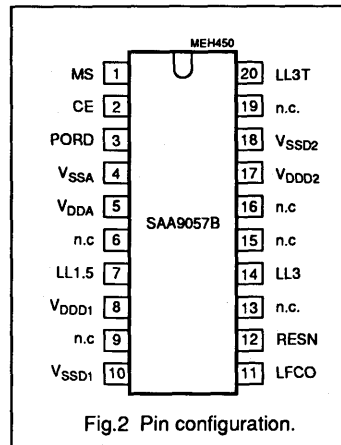 MEH450
MS 1 20 LL3T
CE 2 19 n.c.
PORD 3 18 VSSD2
VSSA 4 17 VDDD2
VDDA 5 16 n.c
SAA9057B
n.c 6 15 n.c
LL1.5 7 14 LL3
VDDD1 8 13 n.c.
n.c 9 12 RESN
VSSD1 10 11 LFCO
Fig.2 Pin configuration.